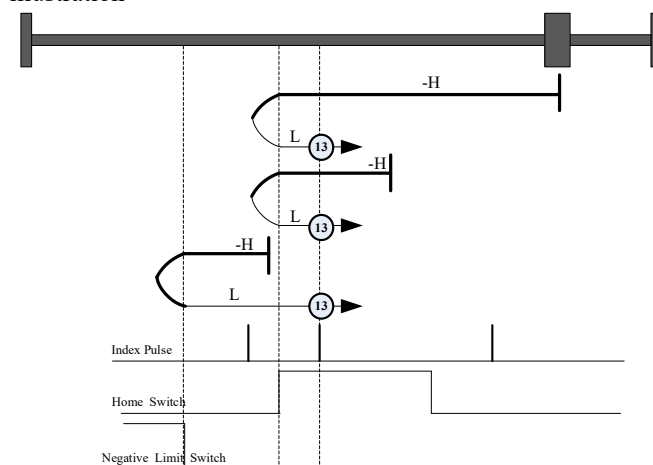 -H
L
13
-H
L
13
-H
L
13
Index Pulse
Home Switch
Negative Limit Switch